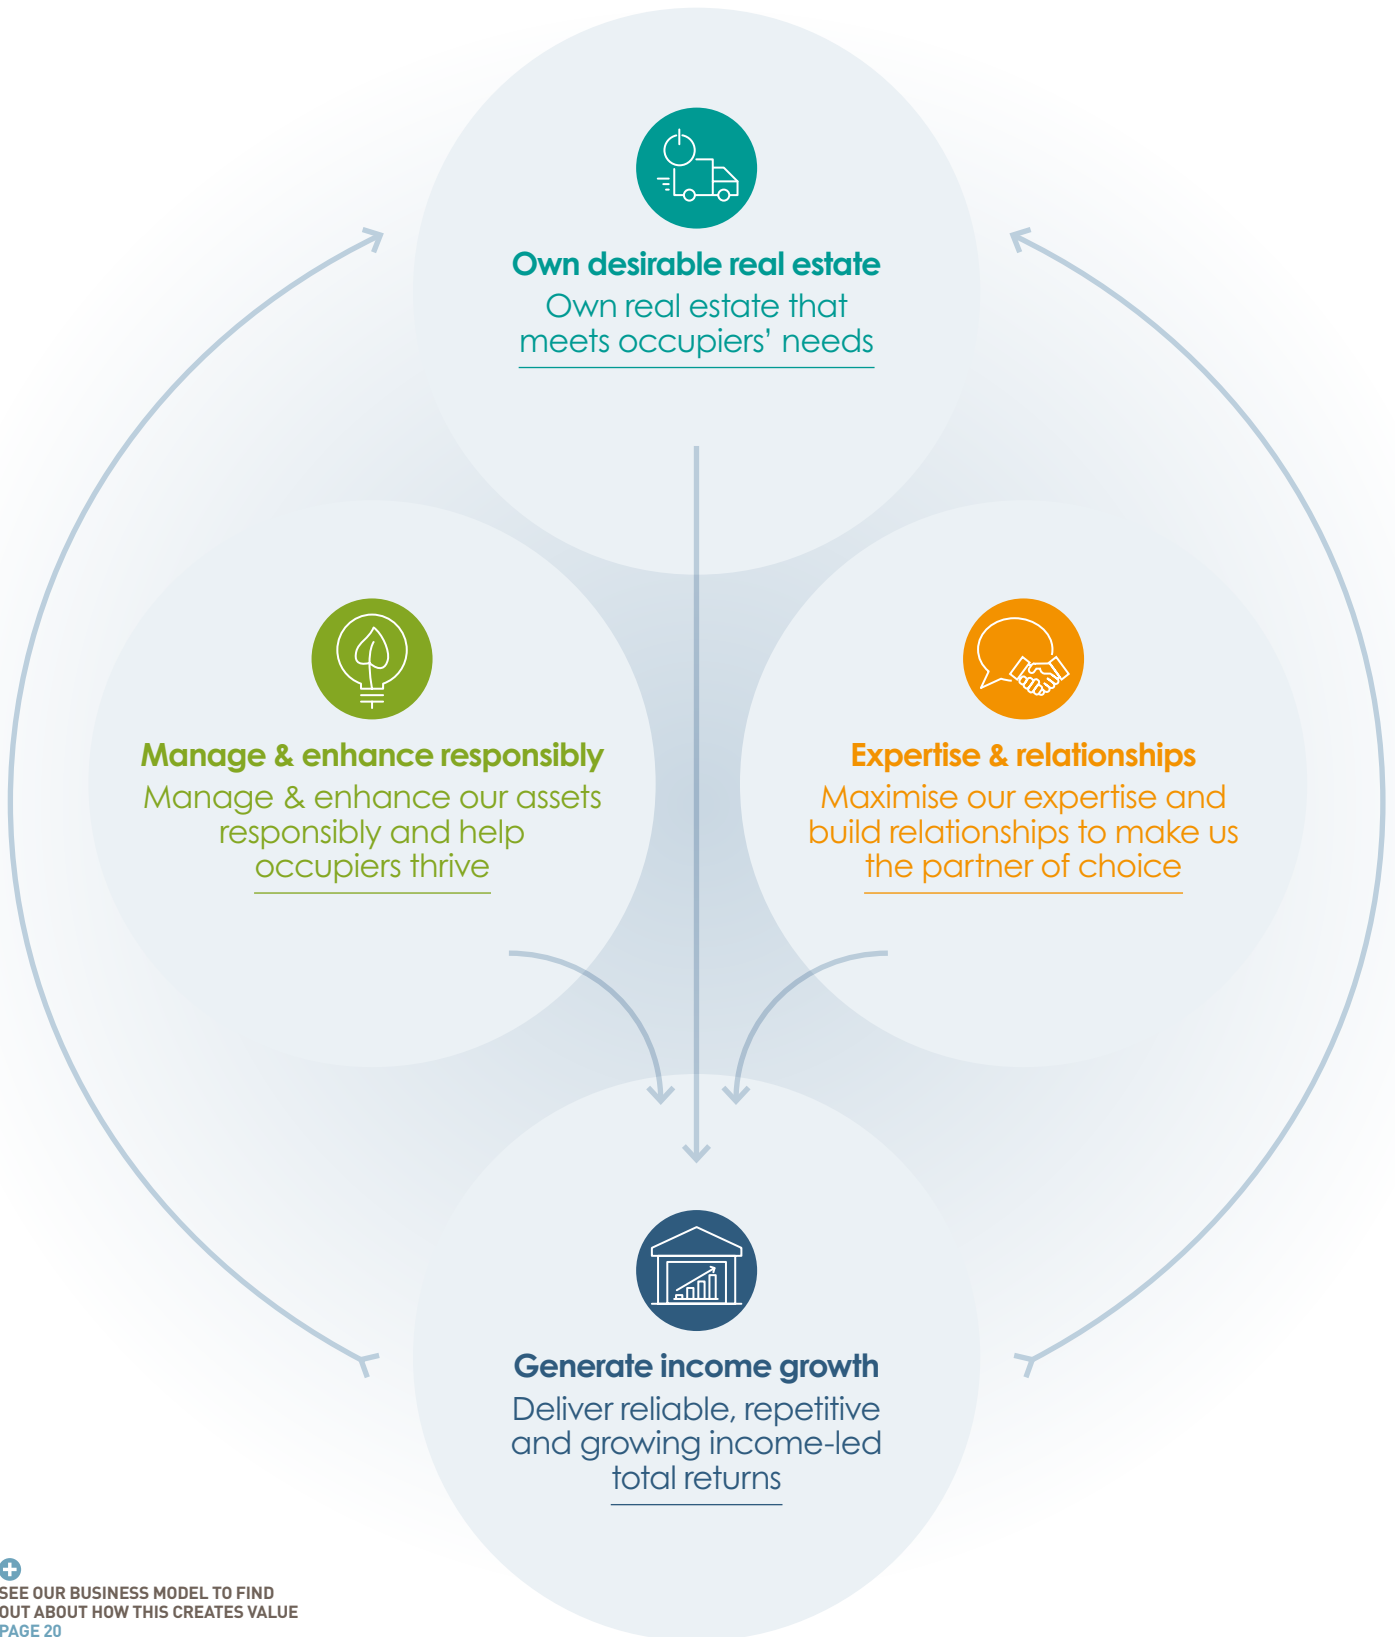 Own desirable real estate
Own real estate that
meets occupiers’ needs
Manage & enhance responsibly
Manage & enhance our assets
responsibly and help
occupiers thrive
Expertise & relationships
Maximise our expertise and
build relationships to make us
the partner of choice
Generate income growth
Deliver reliable, repetitive
and growing income-led
total returns
SEE OUR BUSINESS MODEL TO FIND
OUT ABOUT HOW THIS CREATES VALUE
PAGE 20